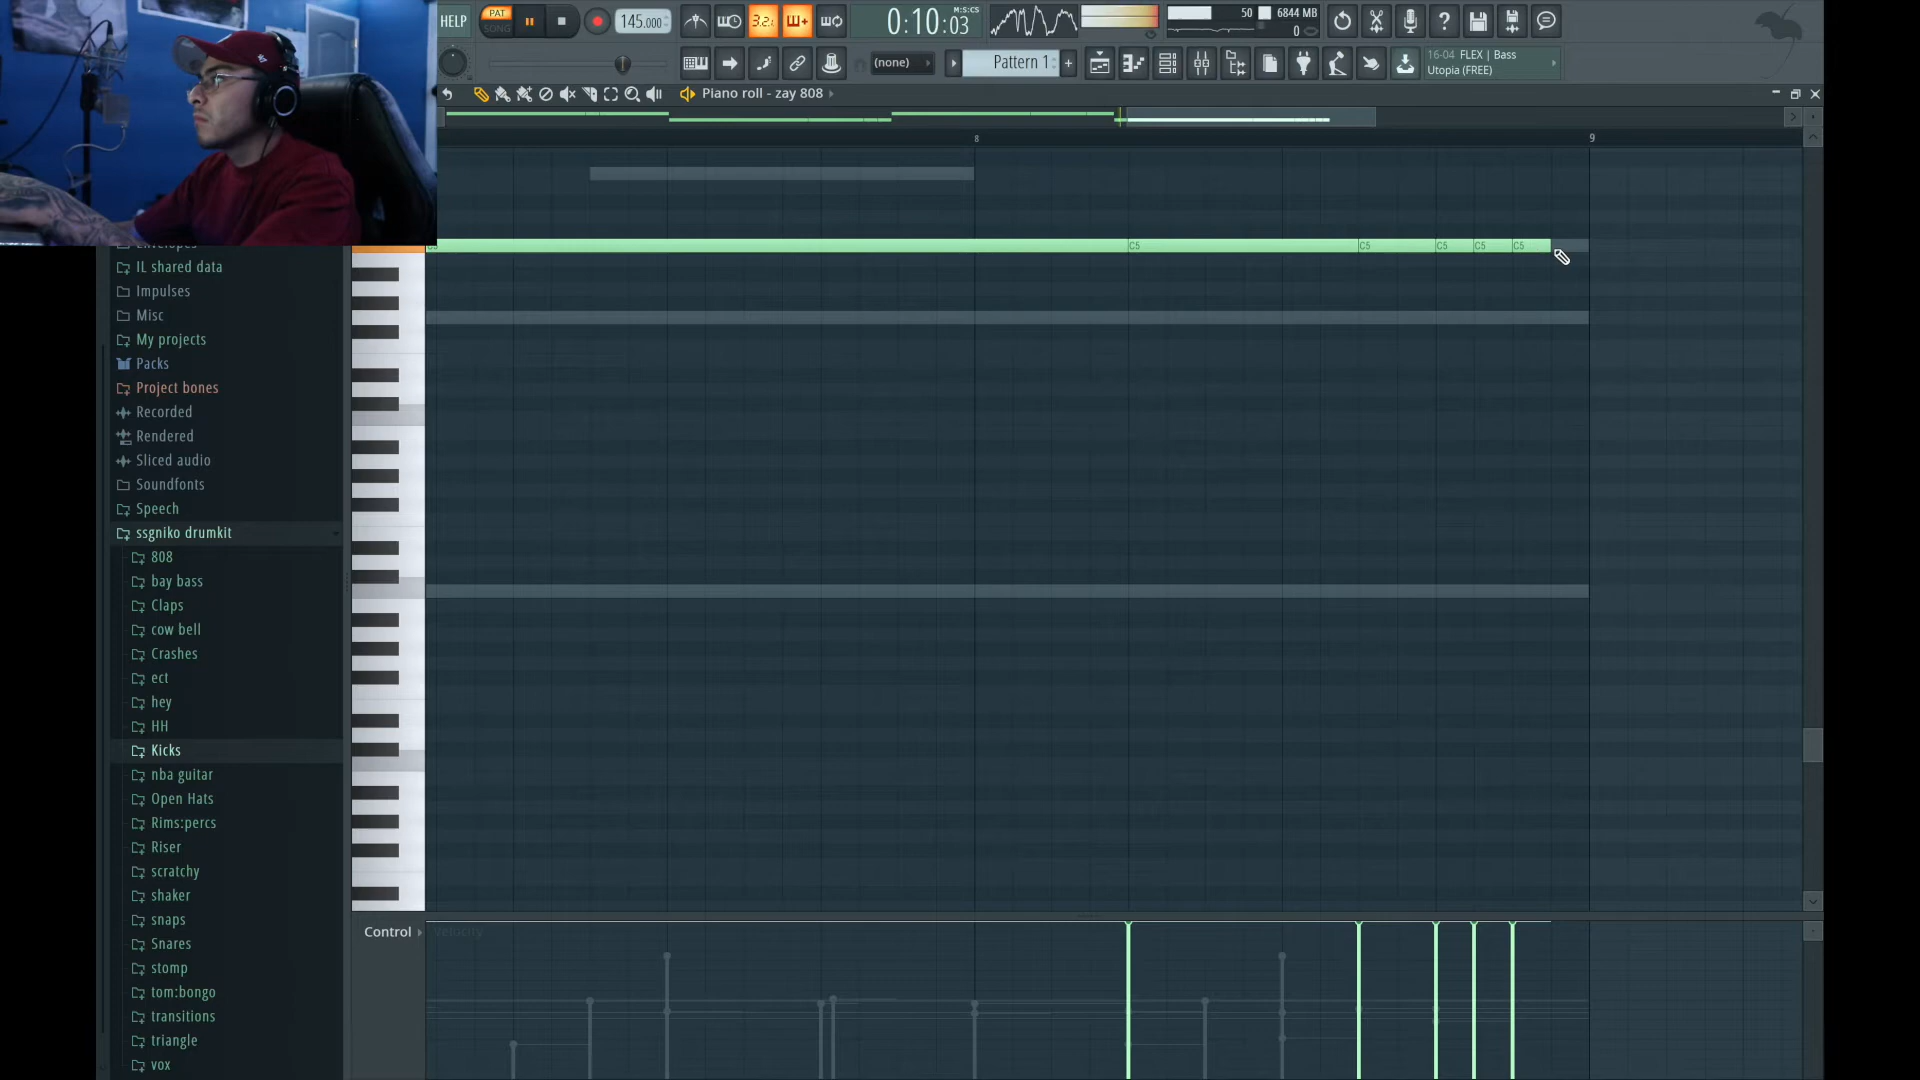 HELP
PAT
SONG
3.2.
145.000
0:10:03
M:S:CS
50
6844 MB
0
(none)
Pattern 1
+
16-04 FLEX | Bass
Utopia (FREE)
Piano roll - zay 808
8
9
C5
C5
C5
C5
C5
IL shared data
Impulses
Misc
My projects
Packs
Project bones
Recorded
Rendered
Sliced audio
Soundfonts
Speech
ssgniko drumkit
808
bay bass
Claps
cow bell
Crashes
ect
hey
HH
Kicks
nba guitar
Open Hats
Rims:percs
Riser
scratchy
shaker
snaps
Snares
stomp
tom:bongo
transitions
triangle
vox
Control
Velocity